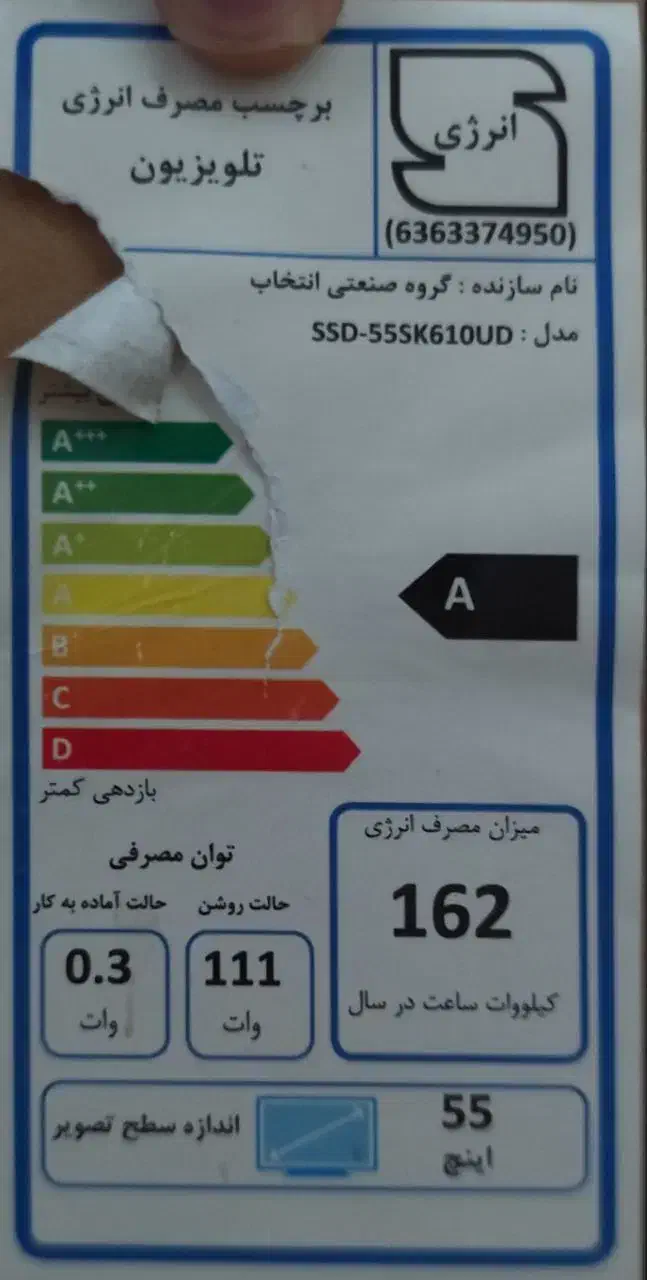 برچسب مصرف انرژی
تلویزیون
انرژی
(6363374950)
نام سازنده : گروه صنعتی انتخاب
مدل : SSD-55SK610UD
بیشتر
A+++
A++
A+
A
B
C
D
A
بازدهی کمتر
میزان مصرف انرژی
162
کیلووات ساعت در سال
توان مصرفی
حالت روشن
111
وات
حالت آماده به کار
0.3
وات
اندازه سطح تصویر
55
اینچ